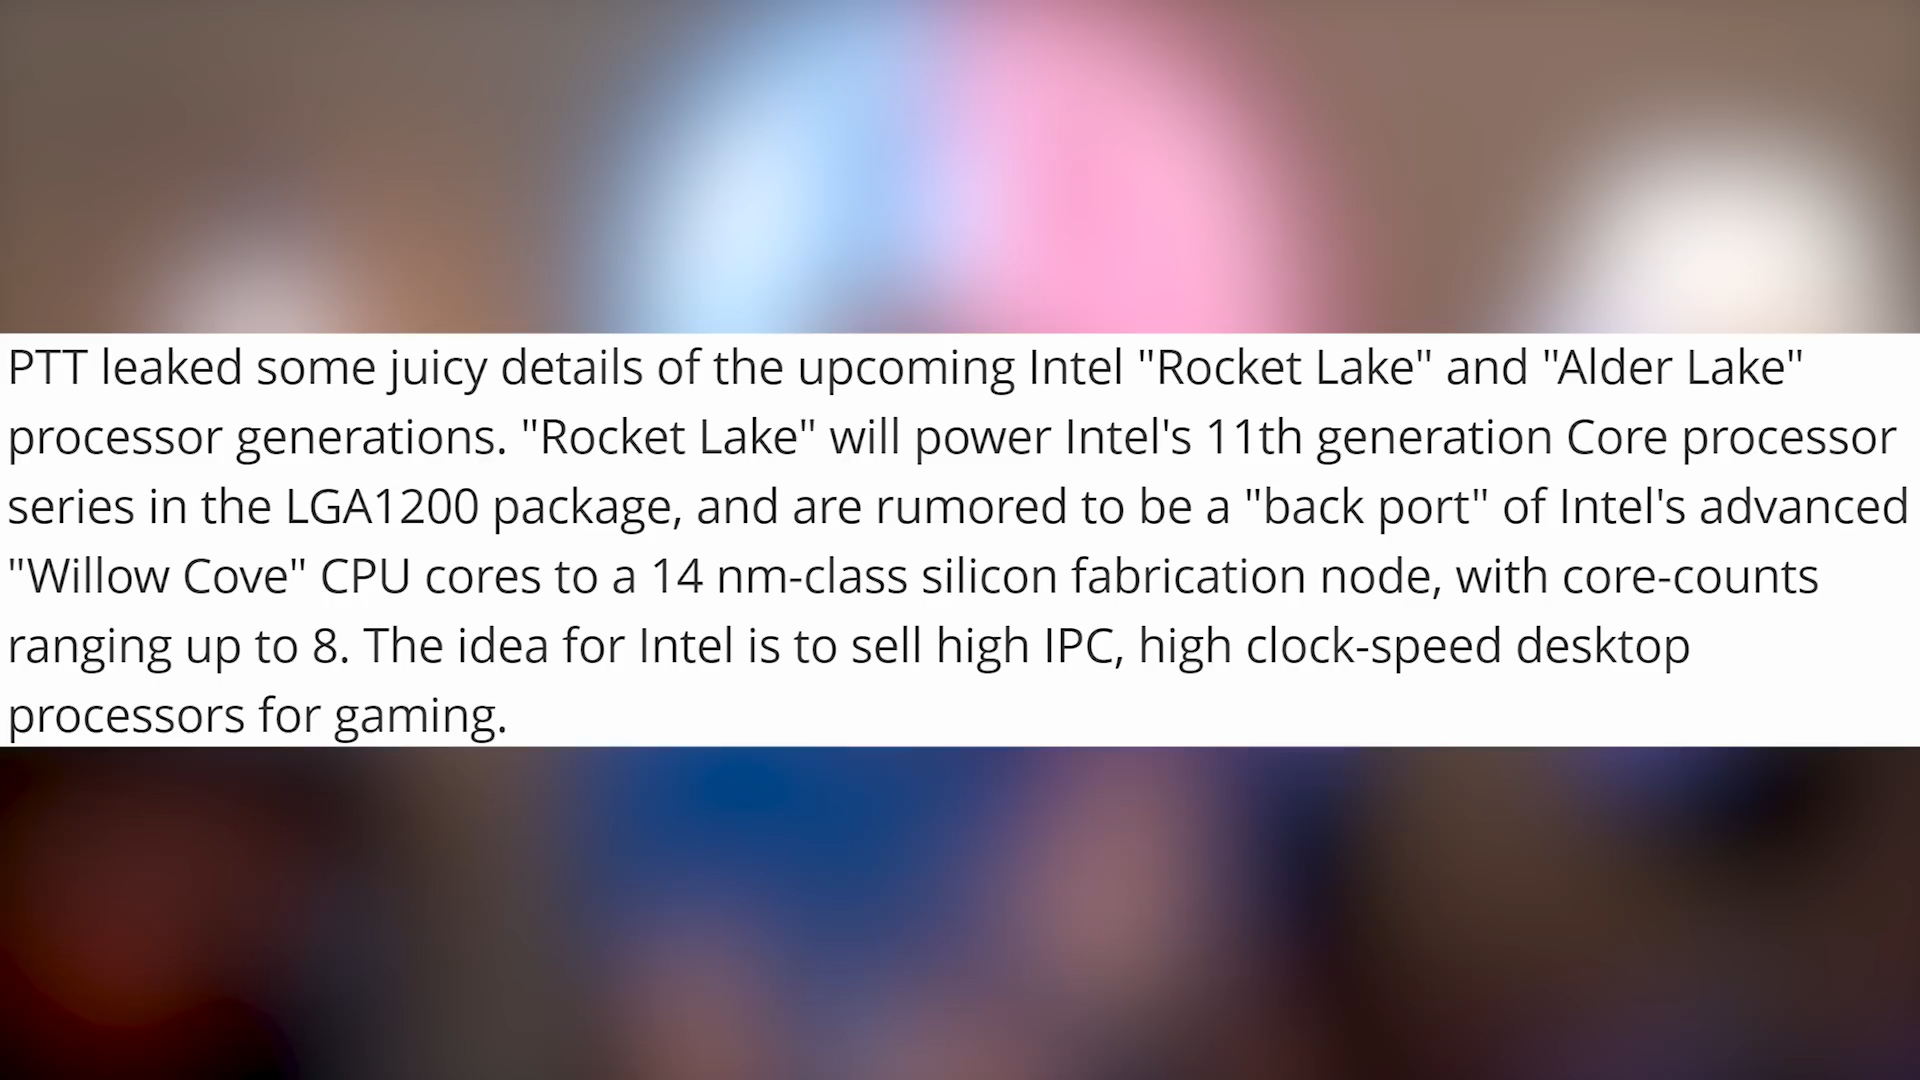 PTT leaked some juicy details of the upcoming Intel "Rocket Lake" and "Alder Lake"
processor generations. "Rocket Lake" will power Intel's 11th generation Core processor
series in the LGA1200 package, and are rumored to be a "back port" of Intel's advanced
"Willow Cove" CPU cores to a 14 nm-class silicon fabrication node, with core-counts
ranging up to 8. The idea for Intel is to sell high IPC, high clock-speed desktop
processors for gaming.